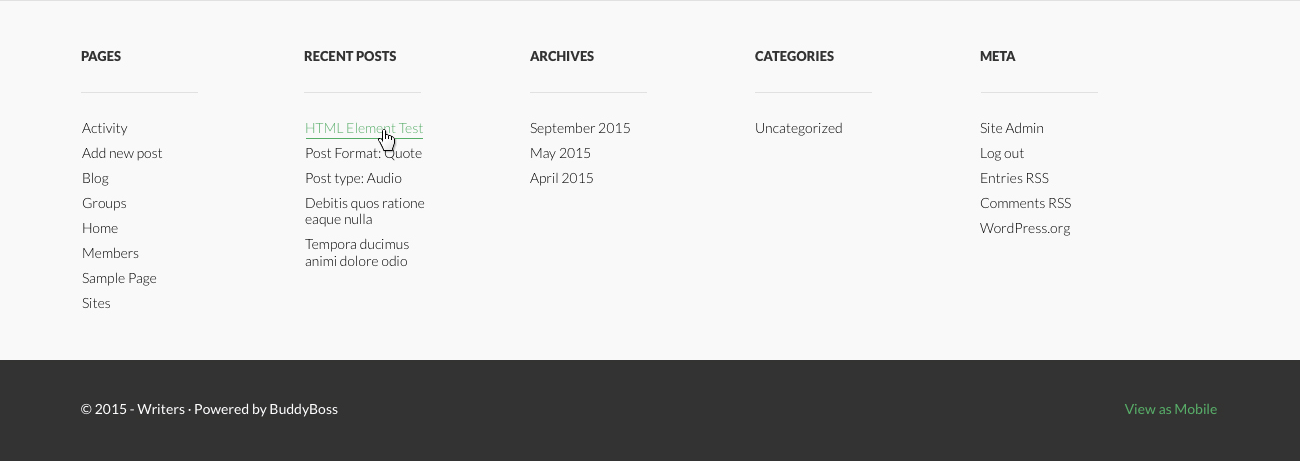 PAGES
Activity
Add new post
Blog
Groups
Home
Members
Sample Page
Sites
RECENT POSTS
HTML Element Test
Post Format: Quote
Post type: Audio
Debitis quos ratione
eaque nulla
Tempora ducimus
animi dolore odio
ARCHIVES
September 2015
May 2015
April 2015
CATEGORIES
Uncategorized
META
Site Admin
Log out
Entries RSS
Comments RSS
WordPress.org
© 2015 - Writers · Powered by BuddyBoss
View as Mobile